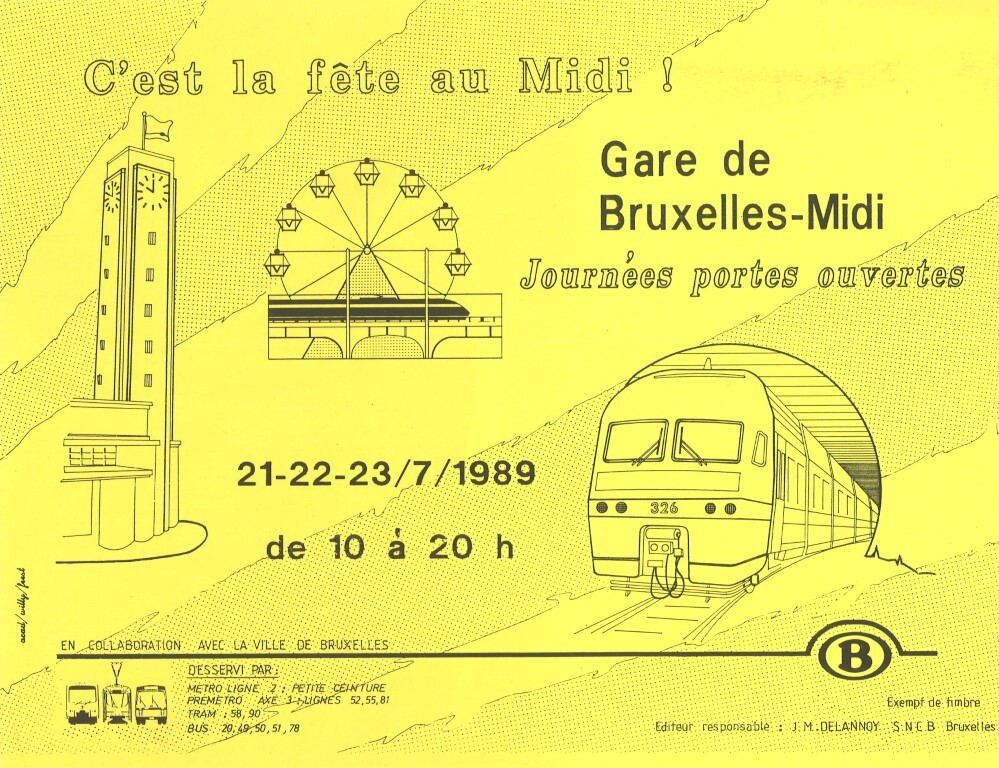 C'est la fête au Midi !
Gare de
Bruxelles-Midi
Journées portes ouvertes
21-22-23/7/1989
de 10 à 20 h
326
EN COLLABORATION AVEC LA VILLE DE BRUXELLES
B
DESSERVI PAR:
METRO LIGNE 2 : PETITE CEINTURE
PREMETRO AXE 3 : LIGNES 52,55,81
TRAM : 58, 90
BUS 20,49,50,51,78
Exempt de timbre
Editeur responsable : J.M.DELANNOY S.N.C.B Bruxelles